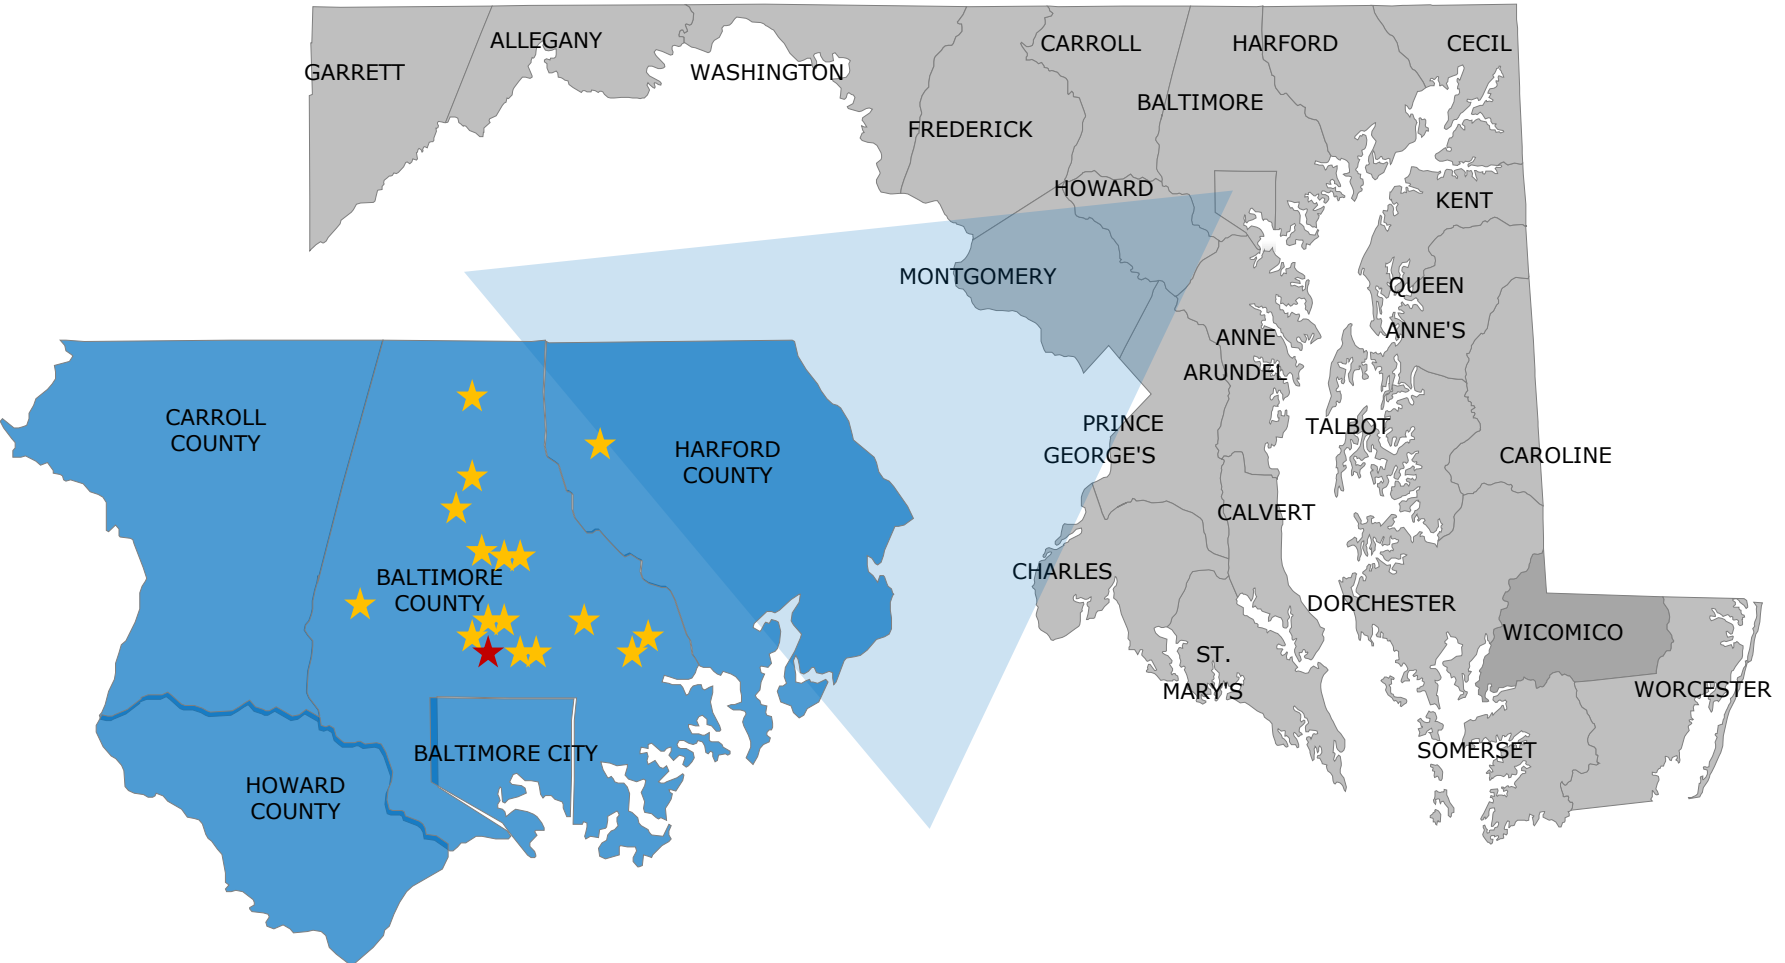 ALLEGANY
CARROLL
HARFORD
CECIL
GARRETT
WASHINGTON
BALTIMORE
FREDERICK
HOWARD
KENT
MONTGOMERY
QUEEN
ANNE'S
ANNE
ARUNDEL
PRINCE
GEORGE'S
TALBOT
CAROLINE
CALVERT
CHARLES
DORCHESTER
WICOMICO
ST.
MARY'S
WORCESTER
SOMERSET
CARROLL
COUNTY
HARFORD
COUNTY
BALTIMORE
COUNTY
BALTIMORE CITY
HOWARD
COUNTY